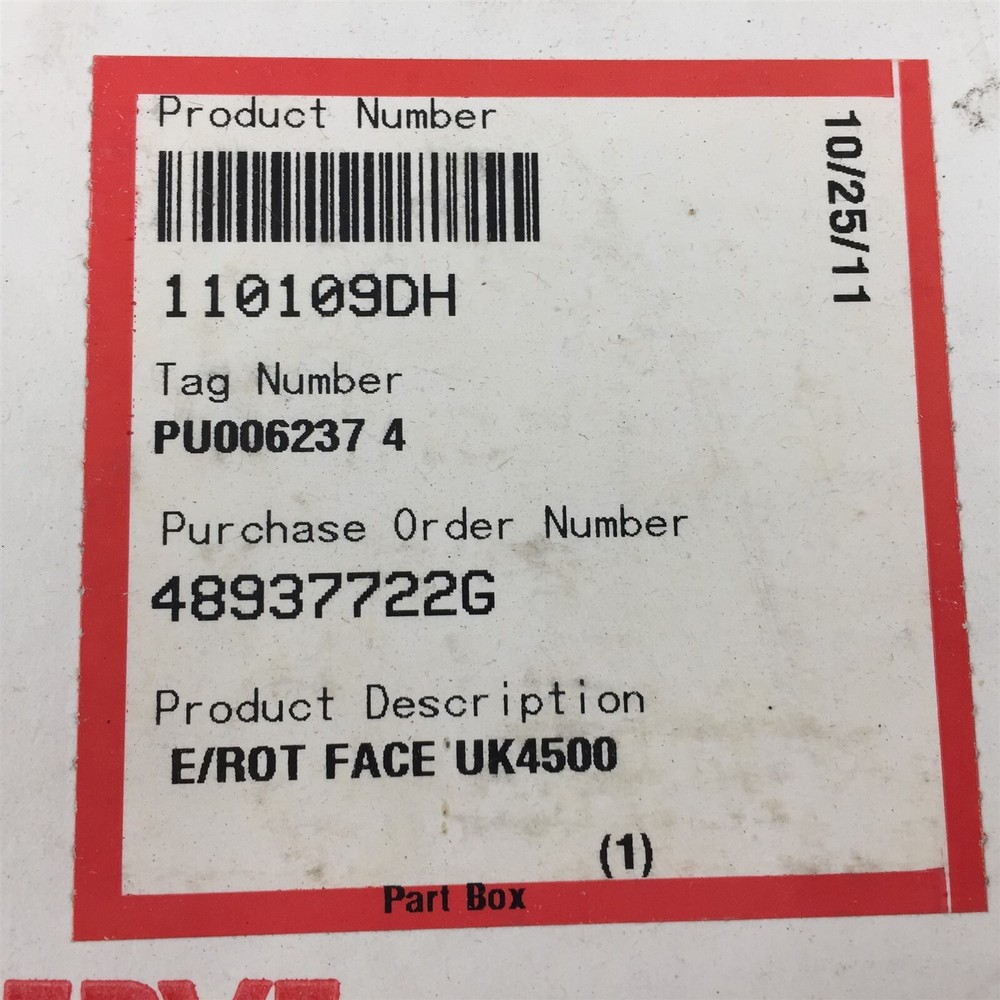 Product Number
10/25/11
110109DH
Tag Number
PU006237 4
Purchase Order Number
48937722G
Product Description
E/ROT FACE UK4500
(1)
Part Box